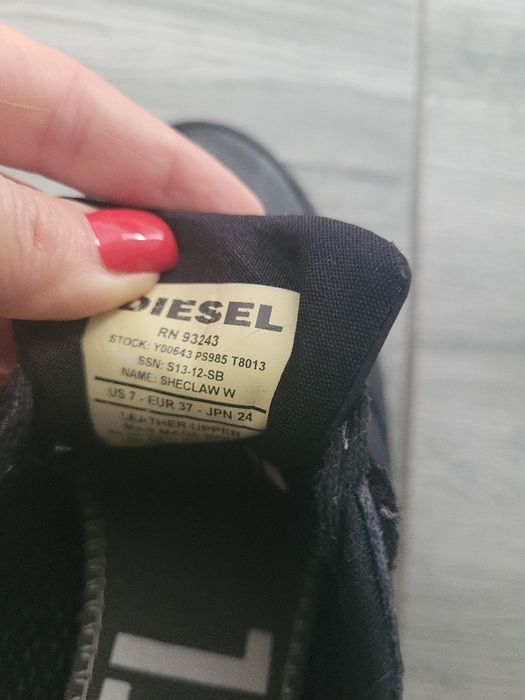 DIESEL
RN 93243
STOCK: Y00643 PS985 T8013
SSN: S13-12-SB
NAME: SHECLAW W
US 7 - EUR 37 - JPN 24
LEATHER UPPER